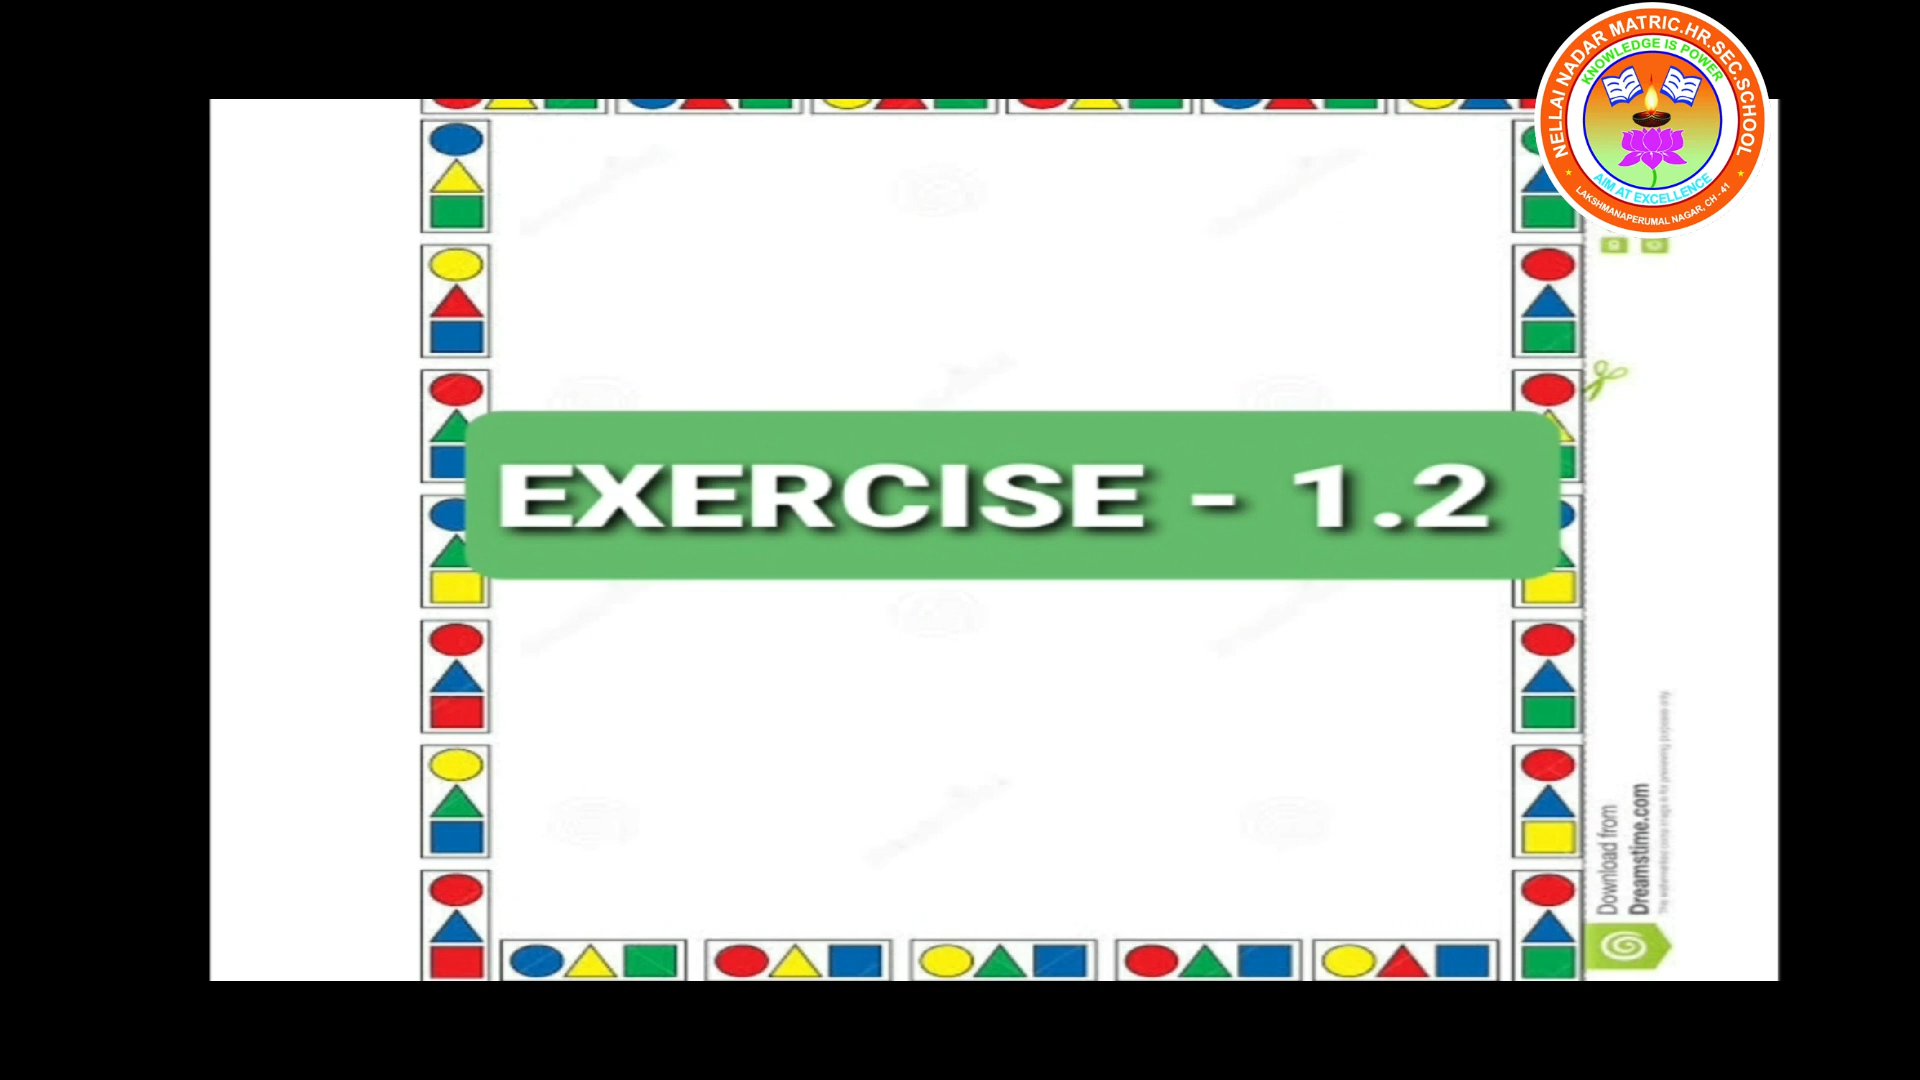 NELLAI NADAR MATRIC.HR.SEC.SCHOOL
KNOWLEDGE IS POWER
AIM AT EXCELLENCE
LAKSHMANAPERUMAL NAGAR, CH - 41
EXERCISE - 1.2
Download from
Dreamstime.com